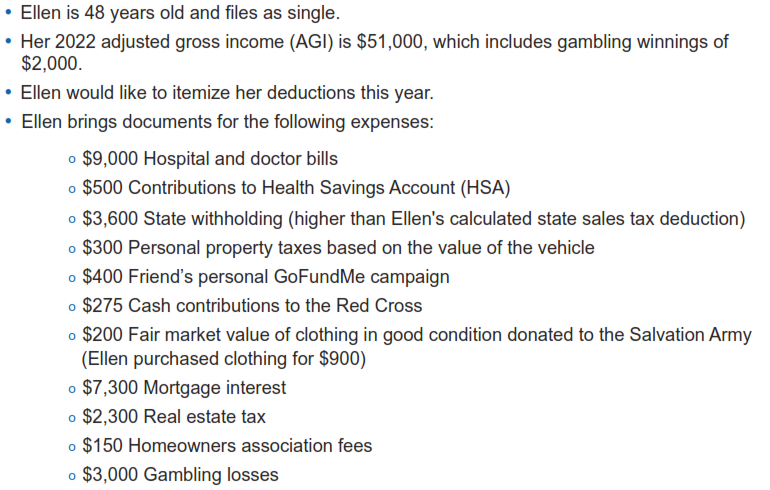 • Ellen is 48 years old and files as single.
• Her 2022 adjusted gross income (AGI) is $51,000, which includes gambling winnings of
$2,000.
• Ellen would like to itemize her deductions this year.
• Ellen brings documents for the following expenses:
o $9,000 Hospital and doctor bills
o $500 Contributions to Health Savings Account (HSA)
o $3,600 State withholding (higher than Ellen's calculated state sales tax deduction)
o $300 Personal property taxes based on the value of the vehicle
o $400 Friend’s personal GoFundMe campaign
o $275 Cash contributions to the Red Cross
o $200 Fair market value of clothing in good condition donated to the Salvation Army
(Ellen purchased clothing for $900)
o $7,300 Mortgage interest
o $2,300 Real estate tax
o $150 Homeowners association fees
o $3,000 Gambling losses